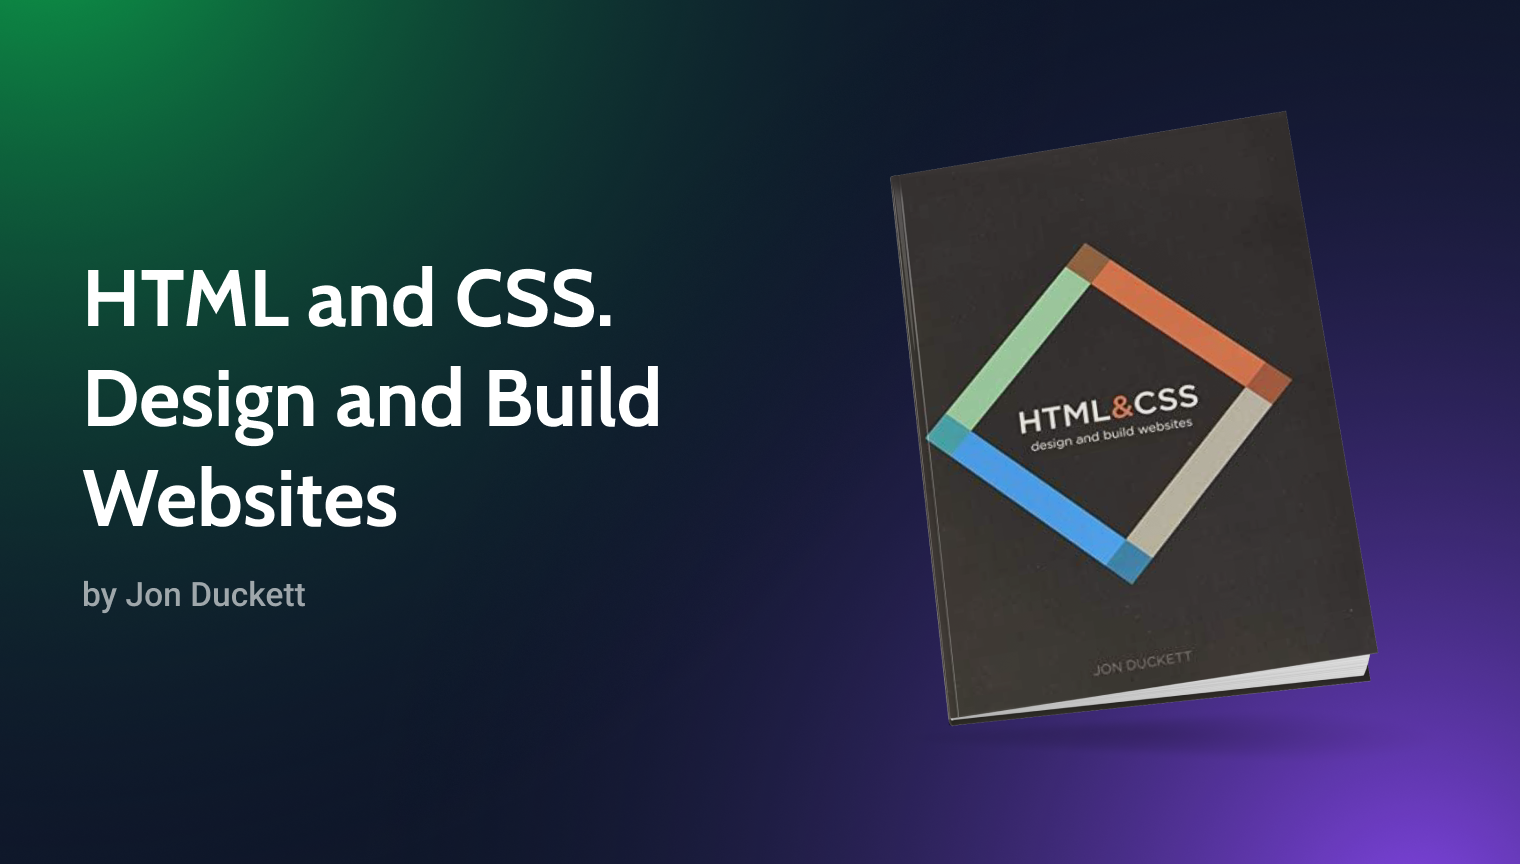 HTML and CSS.
Design and Build
Websites
by Jon Duckett
HTML&CSS
design and build websites
JON DUCKETT